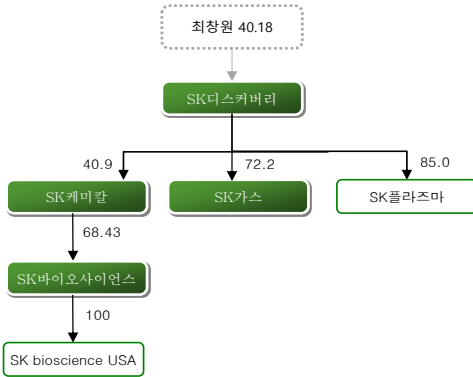 최창원 40.18
SK디스커버리
40.9
72.2
85.0
SK케미칼
SK가스
SK플라즈마
68.43
SK바이오사이언스
100
SK bioscience USA